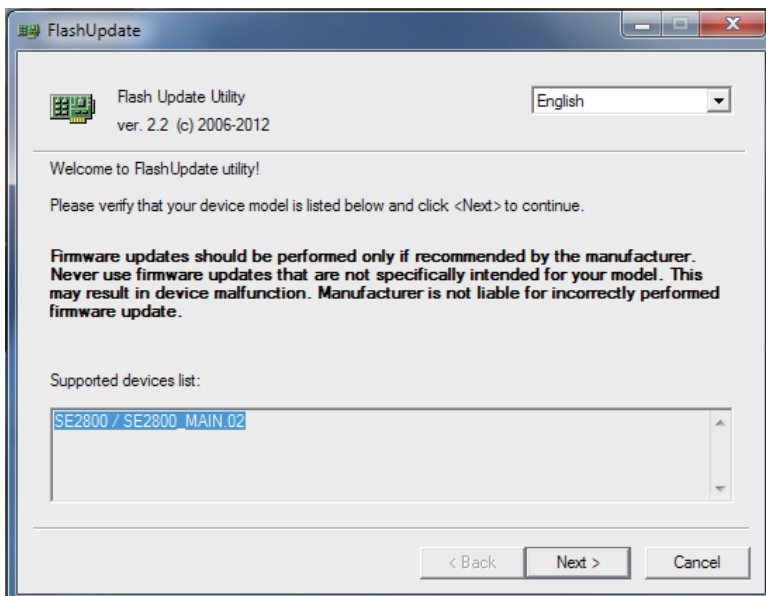 FlashUpdate
Flash Update Utility
English
ver. 2.2 (c) 2006-2012
Welcome to FlashUpdate utility!
Please verify that your device model is listed below and click <Next> to continue.
Firmware updates should be performed only if recommended by the manufacturer.
Never use firmware updates that are not specifically intended for your model. This
may result in device malfunction. Manufacturer is not liable for incorrectly performed
firmware update.
Supported devices list:
SE2800 / SE2800_MAIN.02
< Back
Next >
Cancel